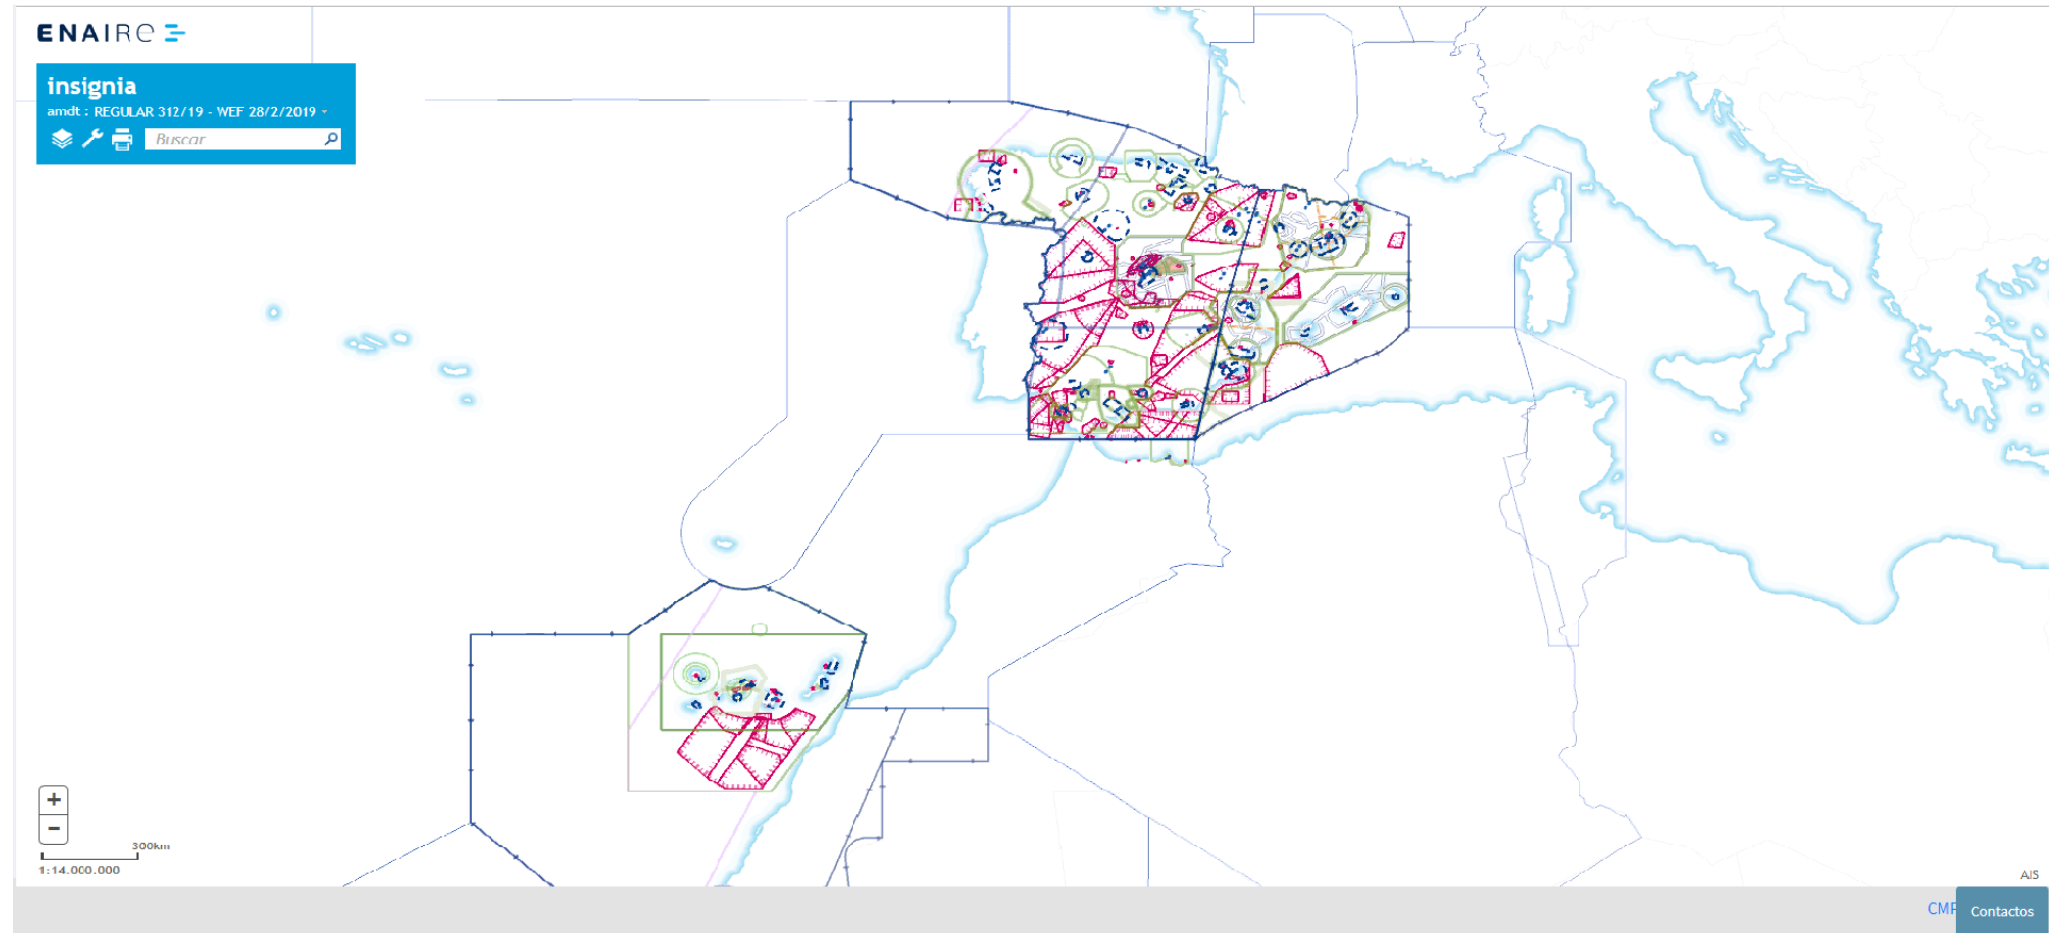 ENAIRE
insignia
amdt : REGULAR 312/19 - WEF 28/2/2019
Buscar
+
-
300km
1:14.000.000
AIS
CMP
Contactos